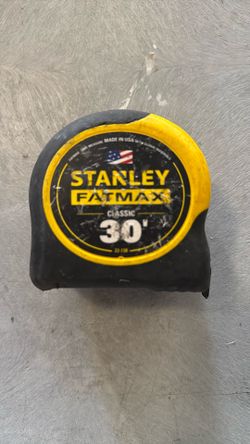 MADE IN USA
STANLEY
FATMAX
CLASSIC
30'